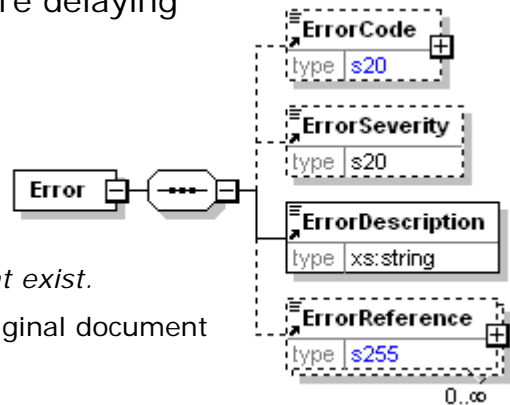 re delaying
ErrorCode
type s20
ErrorSeverity
type s20
Error
ErrorDescription
type xs:string
t exist.
ginal document
ErrorReference
type s255
0..∞